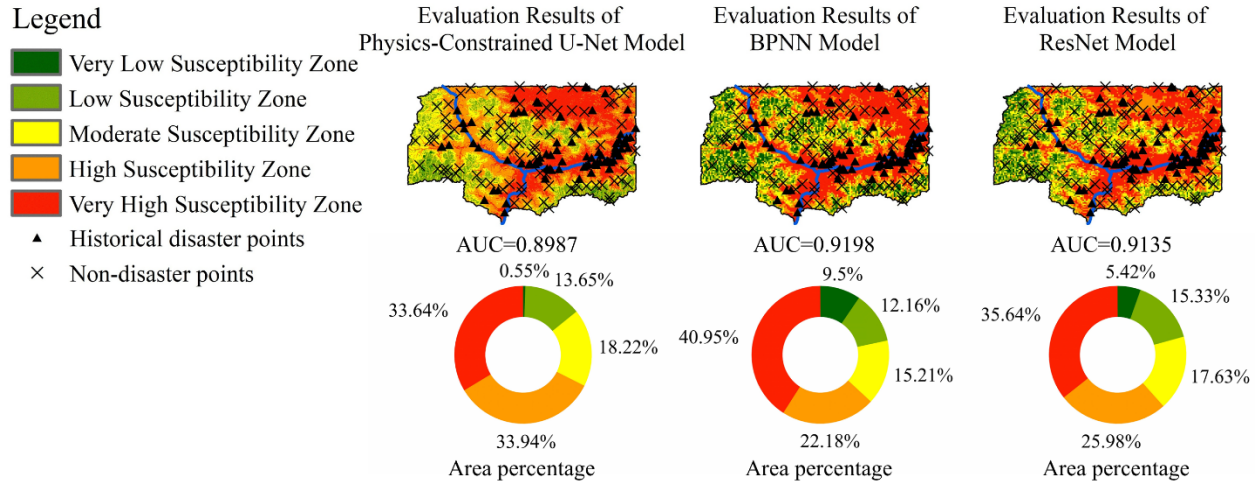 Legend
Very Low Susceptibility Zone
Low Susceptibility Zone
Moderate Susceptibility Zone
High Susceptibility Zone
Very High Susceptibility Zone
Historical disaster points
Non-disaster points
Evaluation Results of
Physics-Constrained U-Net Model
AUC=0.8987
0.55%
13.65%
33.64%
18.22%
33.94%
Area percentage
Evaluation Results of
BPNN Model
AUC=0.9198
9.5%
12.16%
40.95%
15.21%
22.18%
Area percentage
Evaluation Results of
ResNet Model
AUC=0.9135
5.42%
15.33%
35.64%
17.63%
25.98%
Area percentage